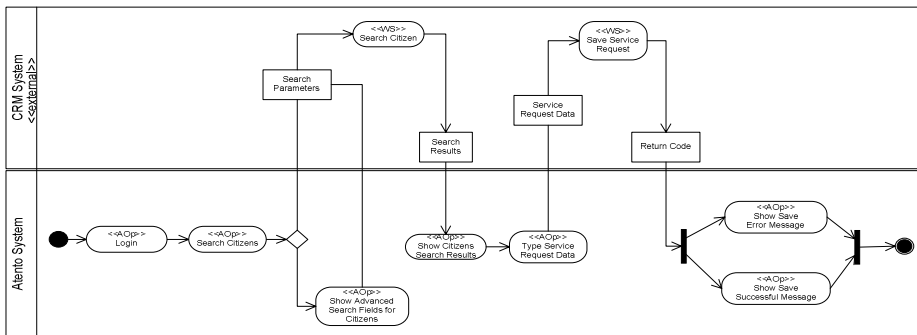 CRM System
<<external>>
<<WS>>
Search Citizen
Search
Parameters
Search
Results
<<WS>>
Save Service
Request
Service
Request Data
Return Code
Atento System
<<AOp>>
Login
<<AOp>>
Search Citizens
<<AOp>>
Show Advanced
Search Fields for
Citizens
<<AOp>>
Show Citizens
Search Results
<<AOp>>
Type Service
Request Data
<<AOp>>
Show Save
Error Message
<<AOp>>
Show Save
Successful Message